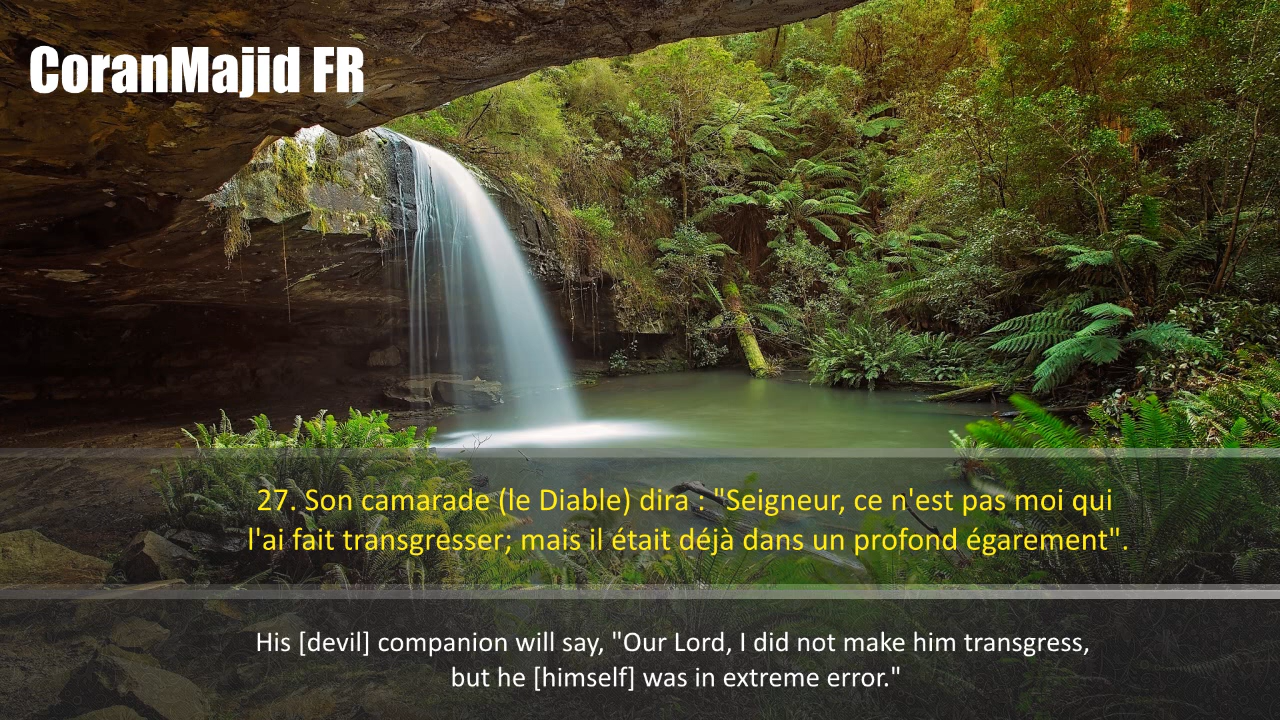 CoranMajid FR
27. Son camarade (le Diable) dira : "Seigneur, ce n'est pas moi qui
l'ai fait transgresser; mais il était déjà dans un profond égarement".
His [devil] companion will say, "Our Lord, I did not make him transgress,
but he [himself] was in extreme error."